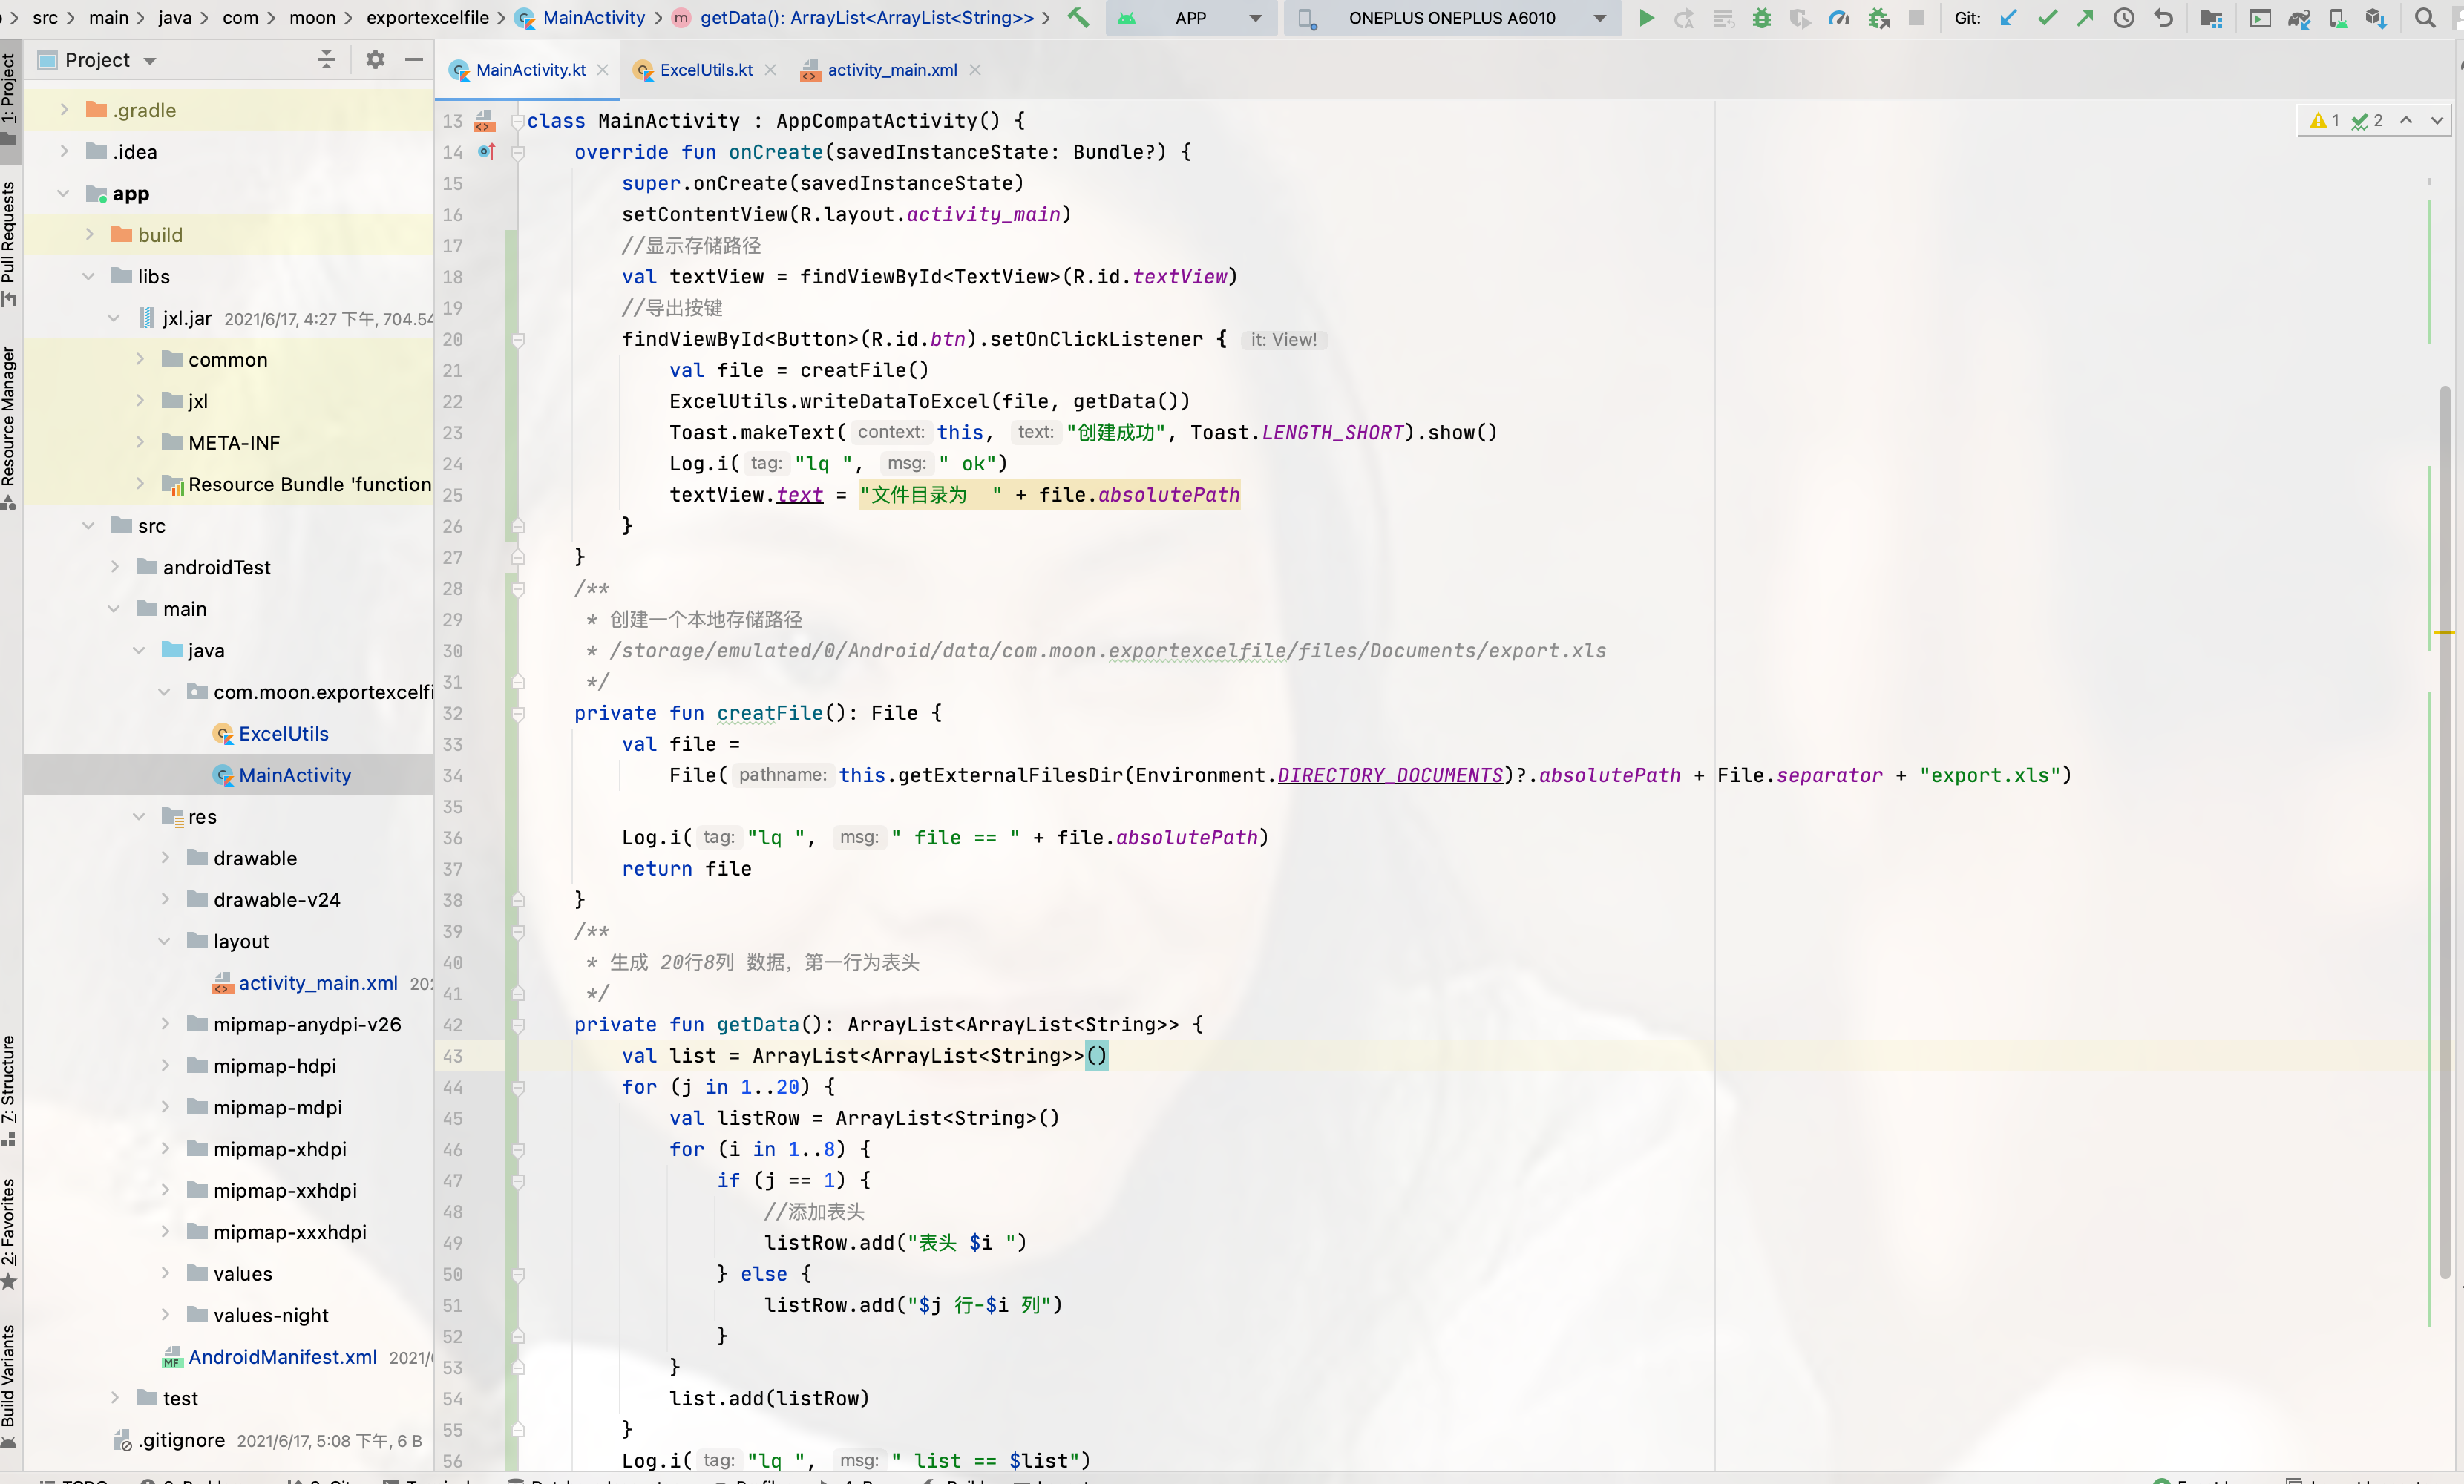 src main java com moon exportexcelfile MainActivity getData(): ArrayList<ArrayList<String>> APP ONEPLUS ONEPLUS A6010 Git:
Project
MainActivity.kt ExcelUtils.kt activity_main.xml
1: Project
Pull Requests
Resource Manager
7: Structure
2: Favorites
Build Variants
.gradle
.idea
app
build
libs
jxl.jar 2021/6/17, 4:27 下午, 704.54
common
jxl
META-INF
Resource Bundle 'function
src
androidTest
main
java
com.moon.exportexcelfi
ExcelUtils
MainActivity
res
drawable
drawable-v24
layout
activity_main.xml 202
mipmap-anydpi-v26
mipmap-hdpi
mipmap-mdpi
mipmap-xhdpi
mipmap-xxhdpi
mipmap-xxxhdpi
values
values-night
AndroidManifest.xml 2021/
test
.gitignore 2021/6/17, 5:08 下午, 6 B
1 2
13 class MainActivity : AppCompatActivity() {
14 override fun onCreate(savedInstanceState: Bundle?) {
15 super.onCreate(savedInstanceState)
16 setContentView(R.layout.activity_main)
17 //显示存储路径
18 val textView = findViewById<TextView>(R.id.textView)
19 //导出按键
20 findViewById<Button>(R.id.btn).setOnClickListener { it: View!
21 val file = creatFile()
22 ExcelUtils.writeDataToExcel(file, getData())
23 Toast.makeText( context: this, text: "创建成功", Toast.LENGTH_SHORT).show()
24 Log.i( tag: "lq ", msg: " ok")
25 textView.text = "文件目录为  " + file.absolutePath
26 }
27 }
28 /**
29 * 创建一个本地存储路径
30 * /storage/emulated/0/Android/data/com.moon.exportexcelfile/files/Documents/export.xls
31 */
32 private fun creatFile(): File {
33 val file =
34 File( pathname: this.getExternalFilesDir(Environment.DIRECTORY_DOCUMENTS)?.absolutePath + File.separator + "export.xls")
35
36 Log.i( tag: "lq ", msg: " file == " + file.absolutePath)
37 return file
38 }
39 /**
40 * 生成 20行8列 数据，第一行为表头
41 */
42 private fun getData(): ArrayList<ArrayList<String>> {
43 val list = ArrayList<ArrayList<String>>()
44 for (j in 1..20) {
45 val listRow = ArrayList<String>()
46 for (i in 1..8) {
47 if (j == 1) {
48 //添加表头
49 listRow.add("表头 $i ")
50 } else {
51 listRow.add("$j 行-$i 列")
52 }
53 }
54 list.add(listRow)
55 }
56 Log.i( tag: "lq ", msg: " list == $list")